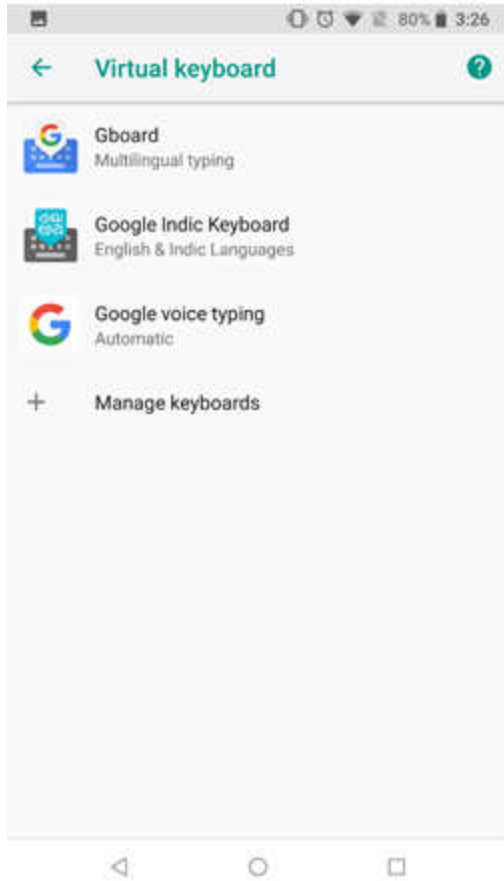 80% 3:26
Virtual keyboard
Gboard
Multilingual typing
Google Indic Keyboard
English & Indic Languages
Google voice typing
Automatic
Manage keyboards